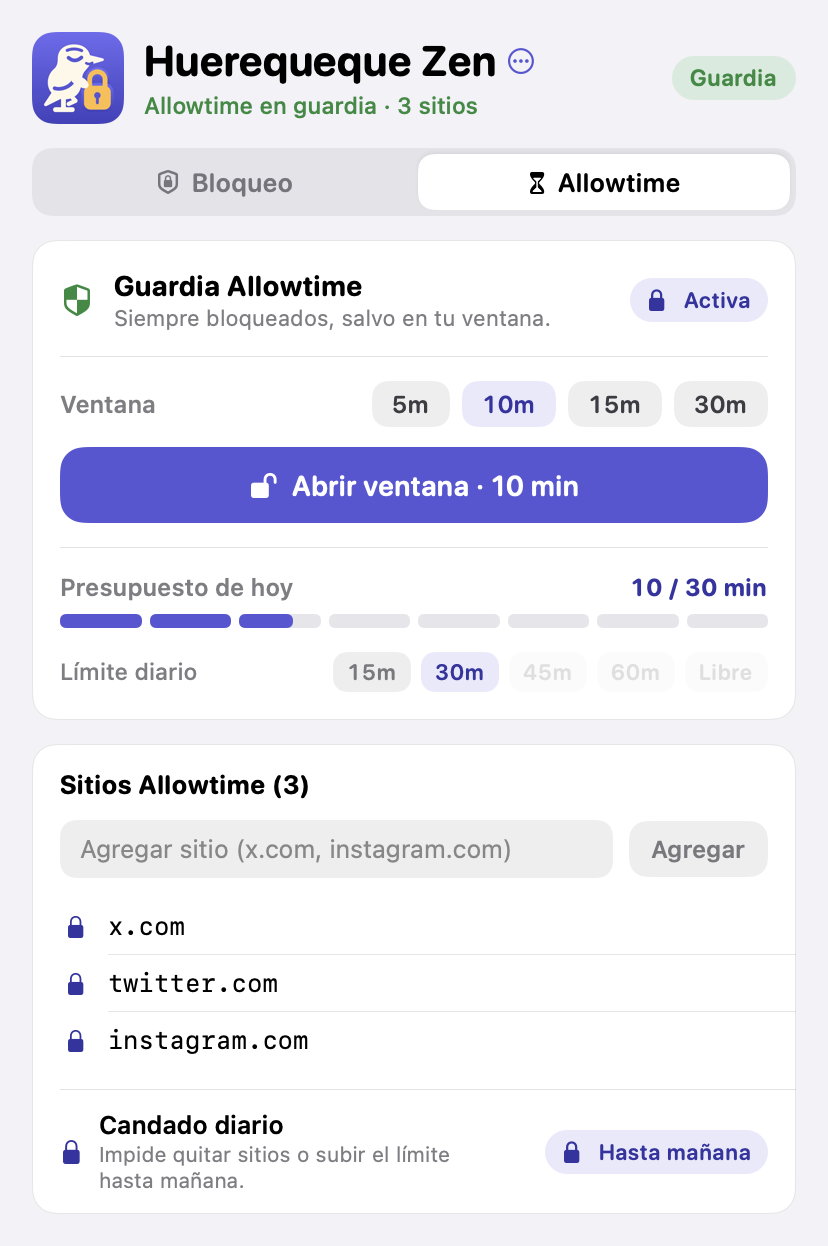 Huerequeque Zen
Allowtime en guardia · 3 sitios
Guardia
Bloqueo
Allowtime
Guardia Allowtime
Siempre bloqueados, salvo en tu ventana.
Activa
Ventana
5m
10m
15m
30m
Abrir ventana · 10 min
Presupuesto de hoy
10 / 30 min
Límite diario
15m
30m
45m
60m
Libre
Sitios Allowtime (3)
Agregar sitio (x.com, instagram.com)
Agregar
x.com
twitter.com
instagram.com
Candado diario
Impide quitar sitios o subir el límite
hasta mañana.
Hasta mañana